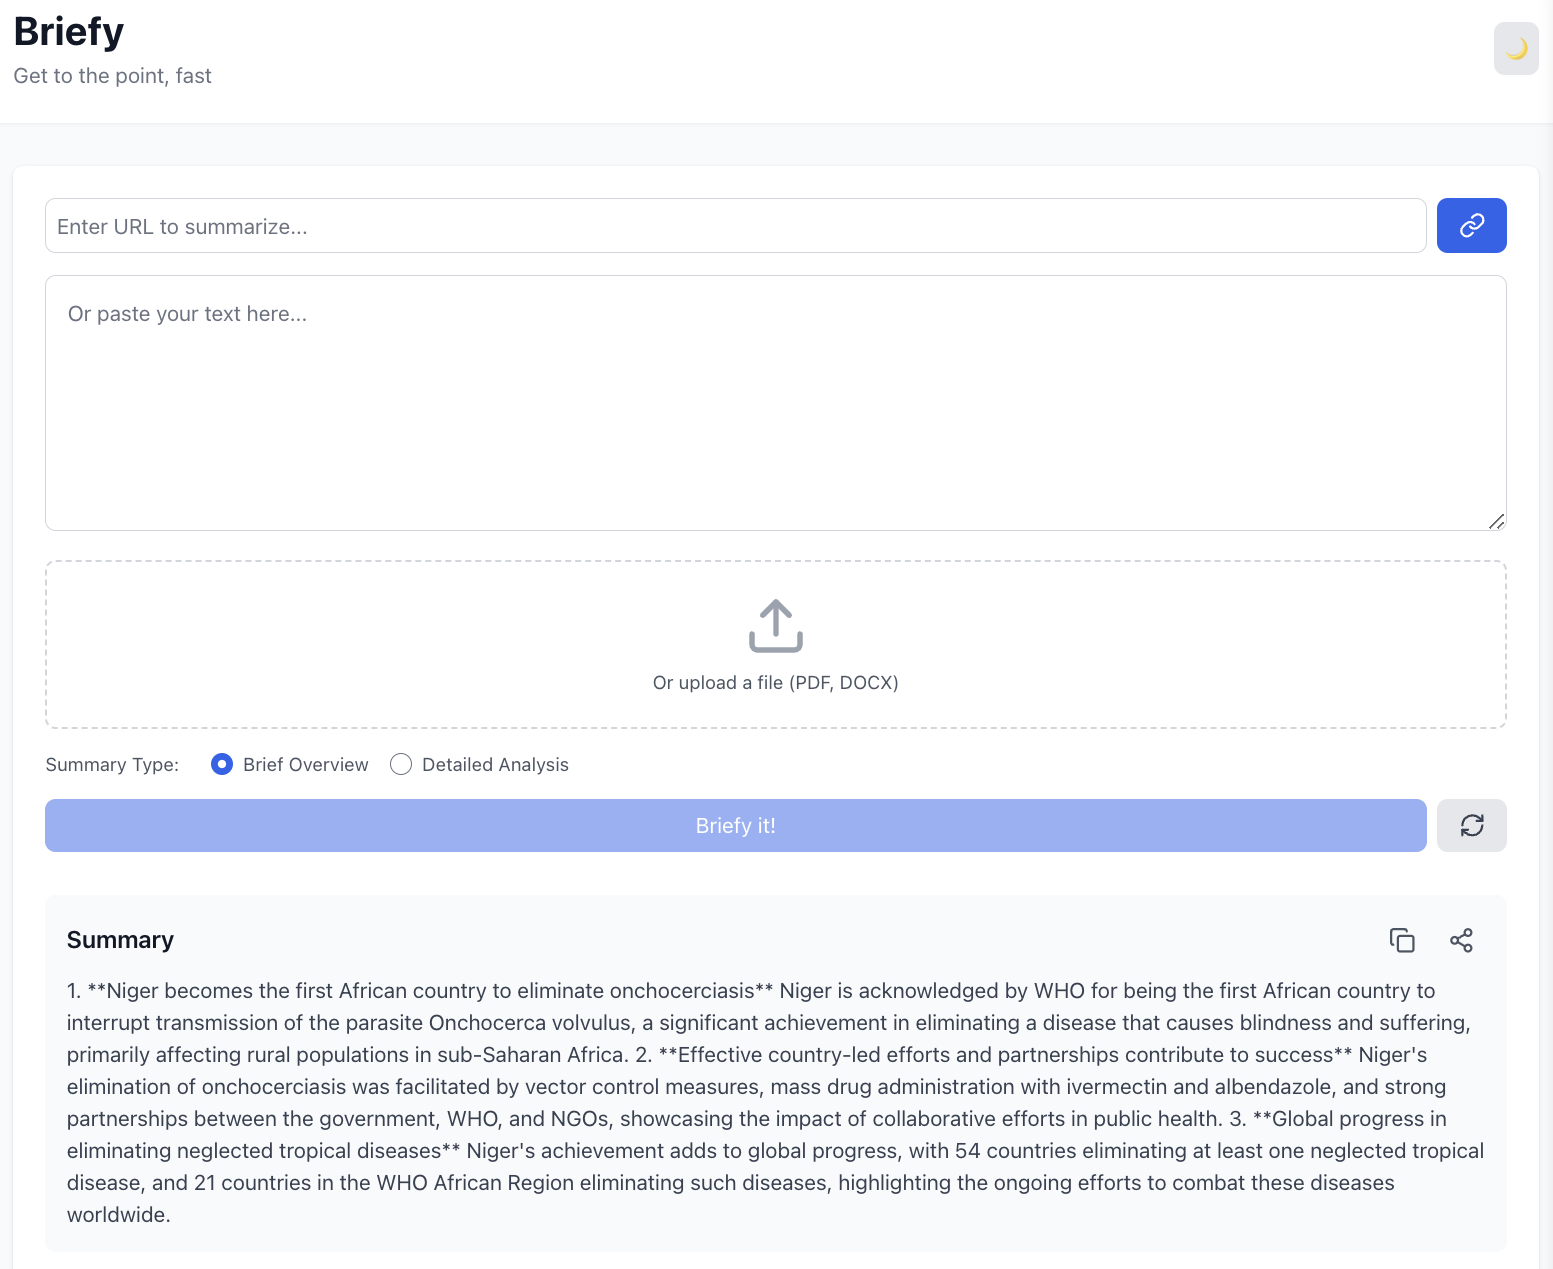 Briefy
Get to the point, fast
Enter URL to summarize...
Or paste your text here...
Or upload a file (PDF, DOCX)
Summary Type: Brief Overview Detailed Analysis
Briefy it!
Summary
1. **Niger becomes the first African country to eliminate onchocerciasis** Niger is acknowledged by WHO for being the first African country to
interrupt transmission of the parasite Onchocerca volvulus, a significant achievement in eliminating a disease that causes blindness and suffering,
primarily affecting rural populations in sub-Saharan Africa. 2. **Effective country-led efforts and partnerships contribute to success** Niger's
elimination of onchocerciasis was facilitated by vector control measures, mass drug administration with ivermectin and albendazole, and strong
partnerships between the government, WHO, and NGOs, showcasing the impact of collaborative efforts in public health. 3. **Global progress in
eliminating neglected tropical diseases** Niger's achievement adds to global progress, with 54 countries eliminating at least one neglected tropical
disease, and 21 countries in the WHO African Region eliminating such diseases, highlighting the ongoing efforts to combat these diseases
worldwide.